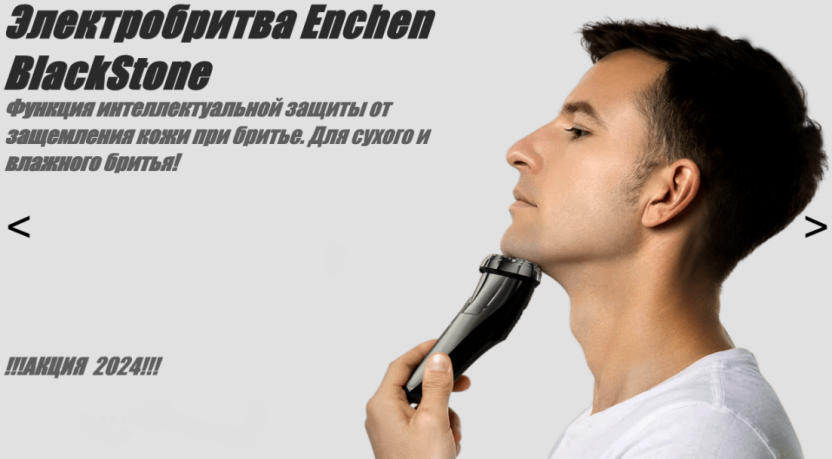 Электробритва Enchen
BlackStone
Функция интеллектуальной защиты от
защемления кожи при бритье. Для сухого и
влажного бритья!
<
>
!!!АКЦИЯ 2024!!!